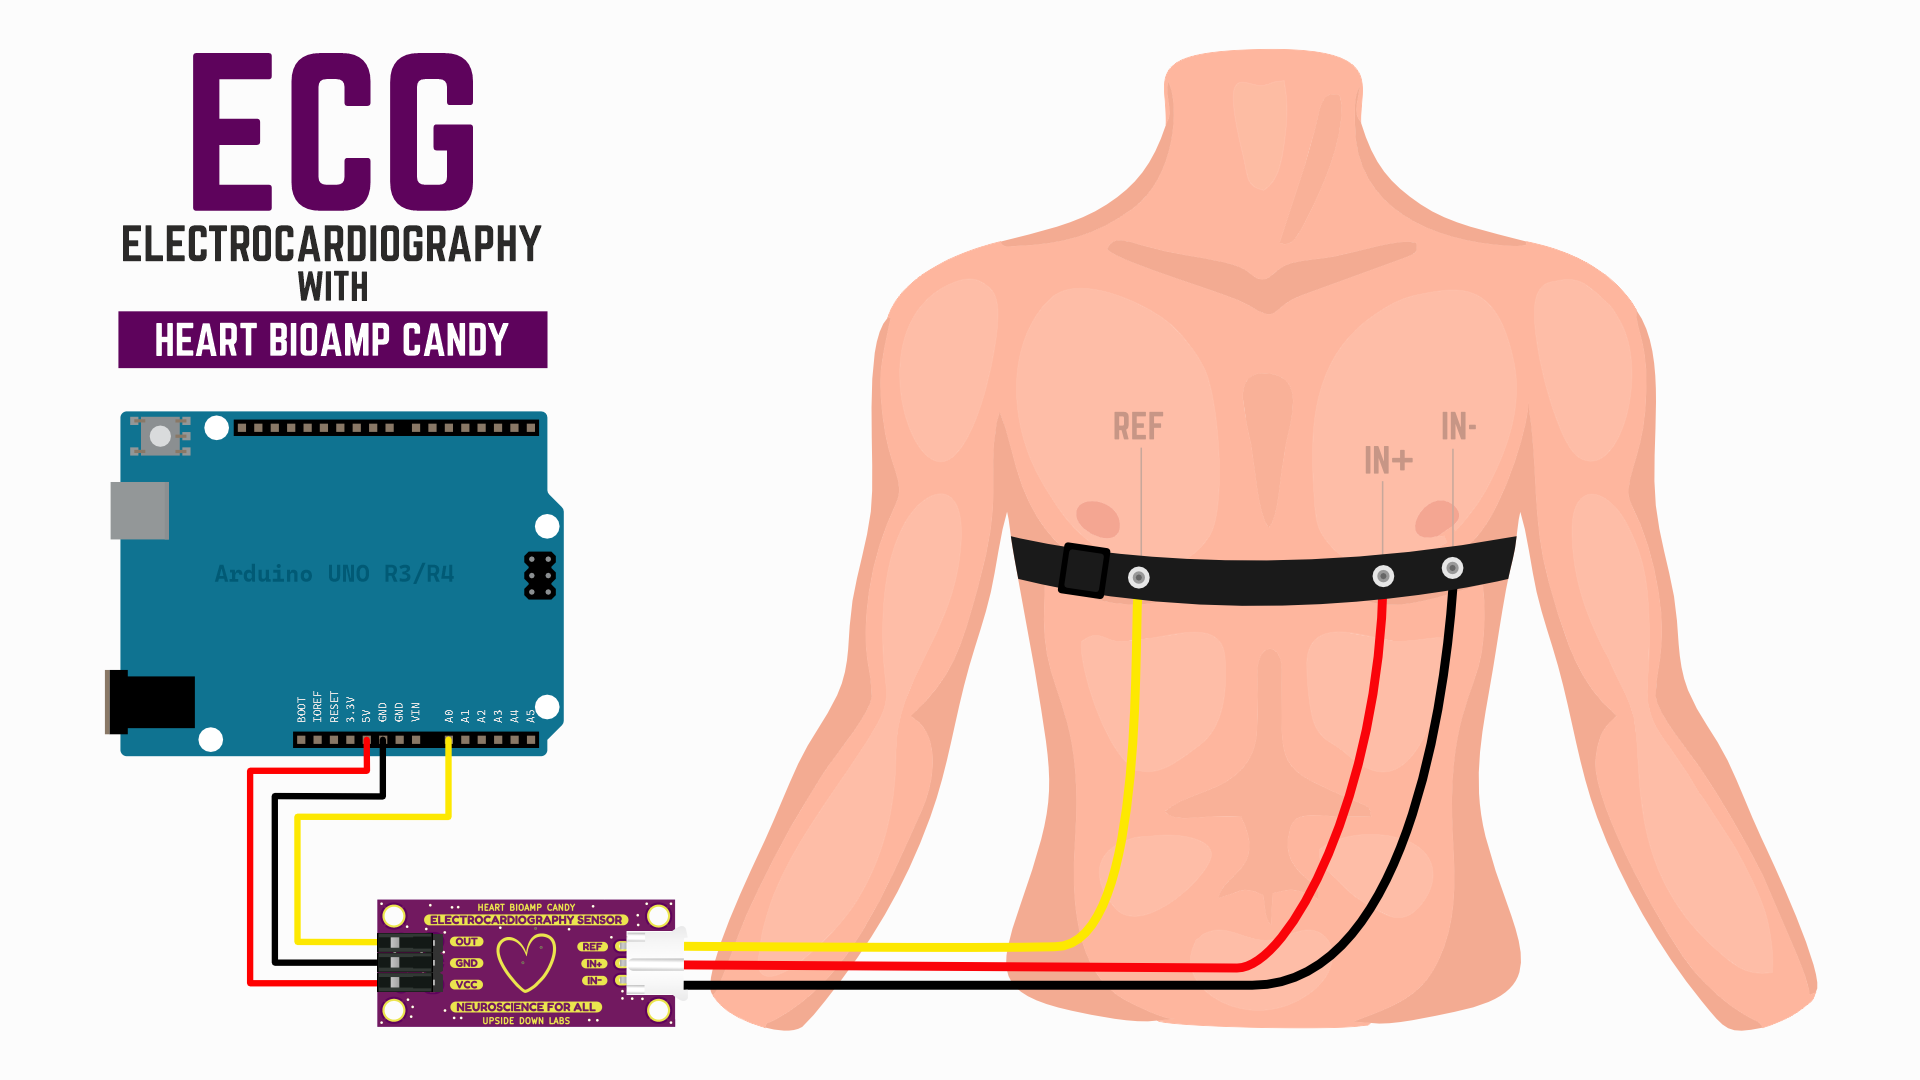 ECG
ELECTROCARDIOGRAPHY
WITH
HEART BIOAMP CANDY
Arduino UNO R3/R4
BOOT
IOREF
RESET
3.3V
5V
GND
GND
VIN
A0
A1
A2
A3
A4
A5
HEART BIOAMP CANDY
ELECTROCARDIOGRAPHY SENSOR
OUT
GND
VCC
REF
IN+
IN-
NEUROSCIENCE FOR ALL
UPSIDE DOWN LABS
REF
IN+
IN-